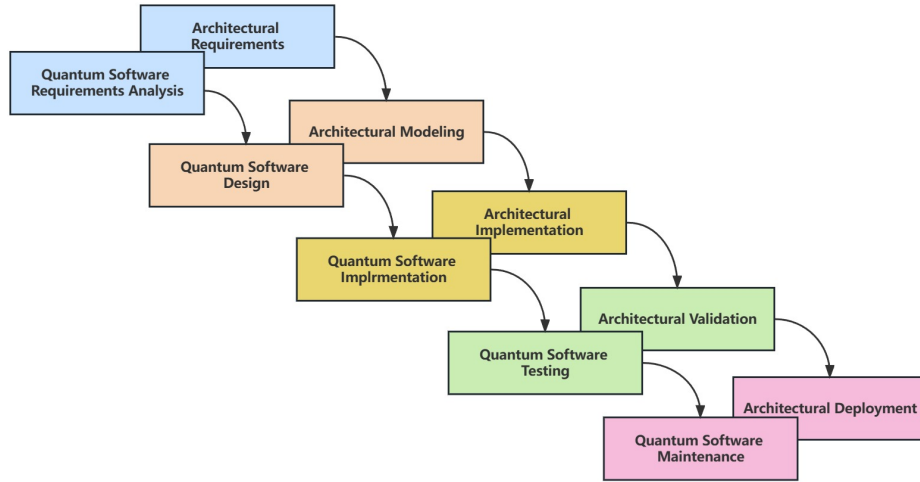 Architectural
Requirements
Quantum Software
Requirements Analysis
Architectural Modeling
Quantum Software
Design
Architectural
Implementation
Quantum Software
Implrmentation
Architectural Validation
Quantum Software
Testing
Architectural Deployment
Quantum Software
Maintenance